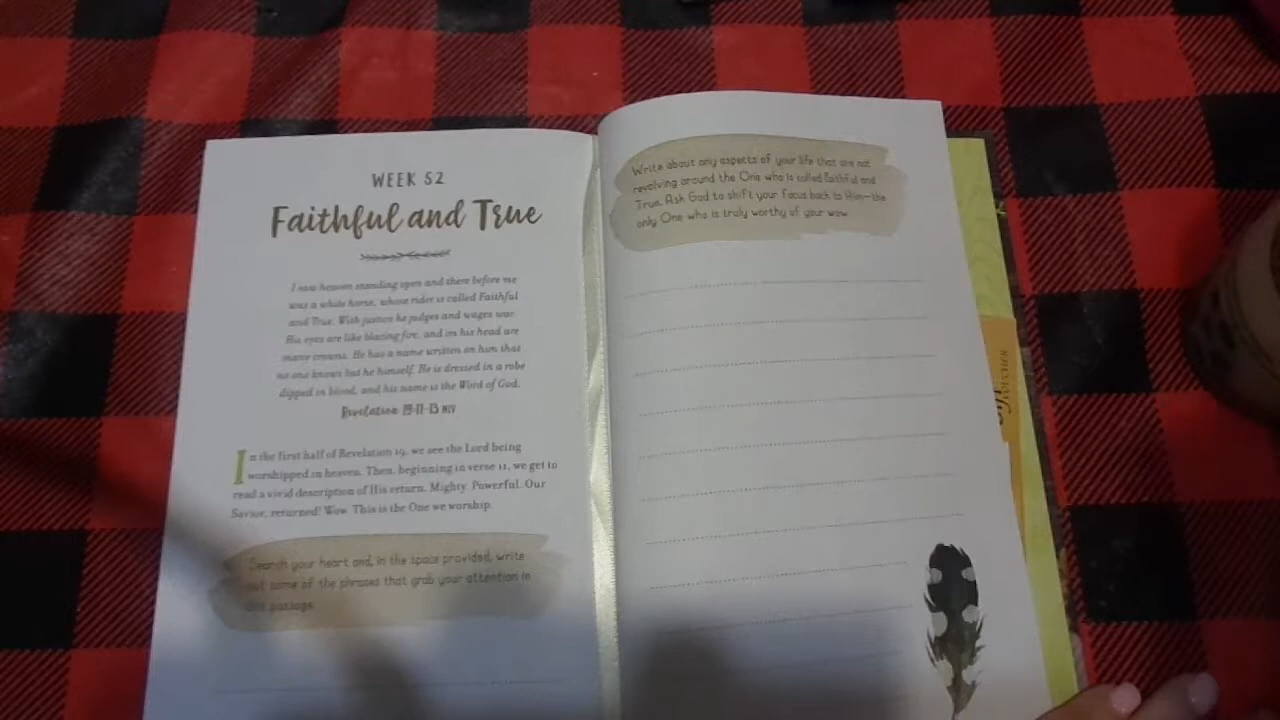 WEEK 52
Faithful and True
I saw heaven standing open and there before me
was a white horse, whose rider is called Faithful
and True. With justice he judges and wages war.
His eyes are like blazing fire, and on his head are
many crowns. He has a name written on him that
no one knows but he himself. He is dressed in a robe
dipped in blood, and his name is the Word of God.
Revelation 19:11-13 NIV
In the first half of Revelation 19, we see the Lord being
worshipped in heaven. Then, beginning in verse 11, we get to
read a vivid description of His return. Mighty. Powerful. Our
Savior, returned! Wow. This is the One we worship.
Search your heart and, in the space provided, write
out some of the phrases that grab your attention in
this passage.
Write about any aspects of your life that are not
revolving around the One who is called Faithful and
True. Ask God to shift your focus back to Him—the
only One who is truly worthy of your wow.